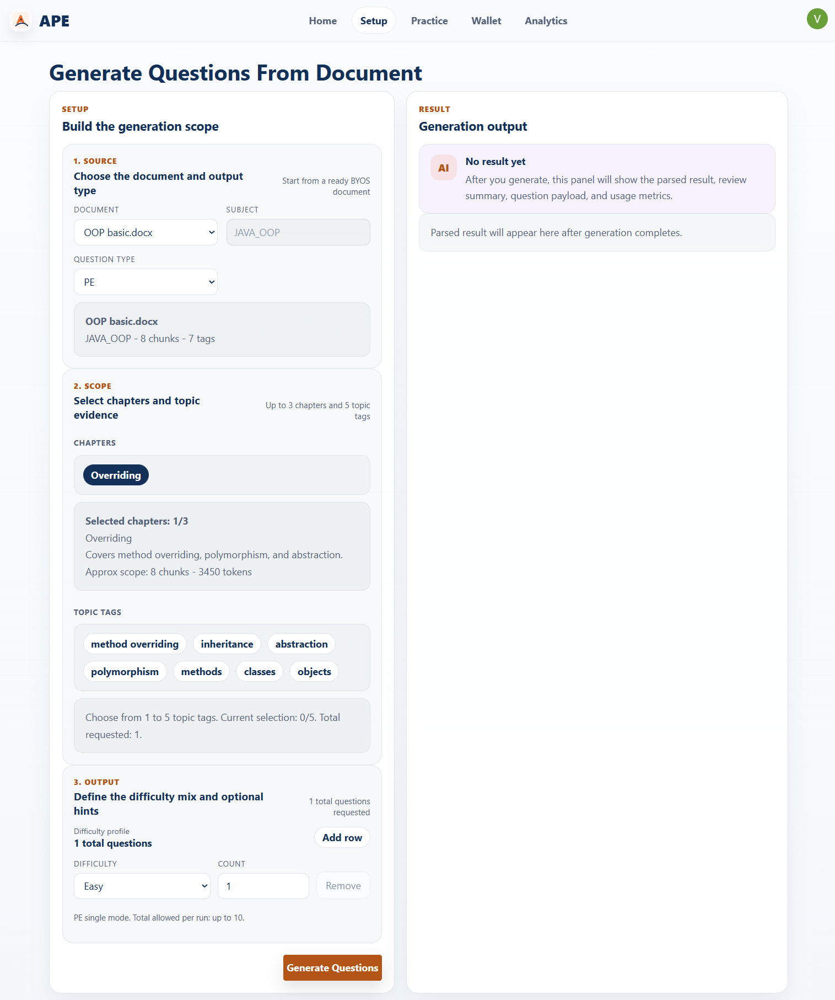 APE
Home
Setup
Practice
Wallet
Analytics
V
Generate Questions From Document
SETUP
Build the generation scope
1. SOURCE
Choose the document and output
type
Start from a ready BYOS
document
DOCUMENT
SUBJECT
OOP basic.docx
JAVA_OOP
QUESTION TYPE
PE
OOP basic.docx
JAVA_OOP - 8 chunks - 7 tags
2. SCOPE
Select chapters and topic
evidence
Up to 3 chapters and 5 topic
tags
CHAPTERS
Overriding
Selected chapters: 1/3
Overriding
Covers method overriding, polymorphism, and abstraction.
Approx scope: 8 chunks - 3450 tokens
TOPIC TAGS
method overriding
inheritance
abstraction
polymorphism
methods
classes
objects
Choose from 1 to 5 topic tags. Current selection: 0/5. Total
requested: 1.
3. OUTPUT
Define the difficulty mix and optional
hints
1 total questions
requested
Difficulty profile
1 total questions
Add row
DIFFICULTY
COUNT
Easy
1
Remove
PE single mode. Total allowed per run: up to 10.
Generate Questions
RESULT
Generation output
AI
No result yet
After you generate, this panel will show the parsed result, review
summary, question payload, and usage metrics.
Parsed result will appear here after generation completes.